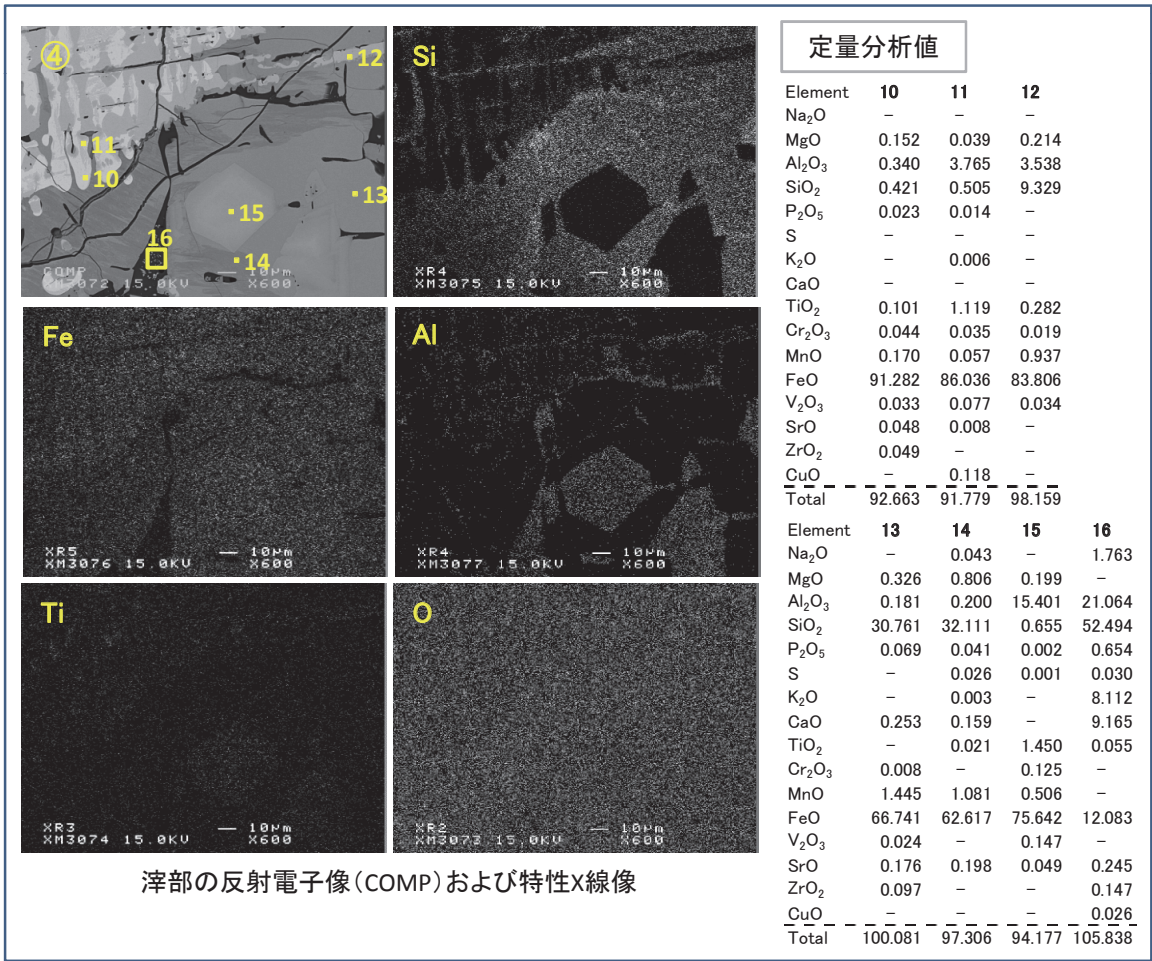 ④
12
11
10
13
15
16
14
COMP 10μm
XM3072 15.0KV X600
Si
XR4 10μm
XM3075 15.0KV X600
Fe
XR5 10μm
XM3076 15.0KV X600
Al
XR4 10μm
XM3077 15.0KV X600
Ti
XR3 10μm
XM3074 15.0KV X600
O
XR2 10μm
XM3073 15.0KV X600
滓部の反射電子像(COMP)および特性X線像
定量分析値
Element 10 11 12
Na₂O − − −
MgO 0.152 0.039 0.214
Al₂O₃ 0.340 3.765 3.538
SiO₂ 0.421 0.505 9.329
P₂O₅ 0.023 0.014 −
S − − −
K₂O − 0.006 −
CaO − − −
TiO₂ 0.101 1.119 0.282
Cr₂O₃ 0.044 0.035 0.019
MnO 0.170 0.057 0.937
FeO 91.282 86.036 83.806
V₂O₃ 0.033 0.077 0.034
SrO 0.048 0.008 −
ZrO₂ 0.049 − −
CuO − 0.118 −
Total 92.663 91.779 98.159
Element 13 14 15 16
Na₂O − 0.043 − 1.763
MgO 0.326 0.806 0.199 −
Al₂O₃ 0.181 0.200 15.401 21.064
SiO₂ 30.761 32.111 0.655 52.494
P₂O₅ 0.069 0.041 0.002 0.654
S − 0.026 0.001 0.030
K₂O − 0.003 − 8.112
CaO 0.253 0.159 − 9.165
TiO₂ − 0.021 1.450 0.055
Cr₂O₃ 0.008 − 0.125 −
MnO 1.445 1.081 0.506 −
FeO 66.741 62.617 75.642 12.083
V₂O₃ 0.024 − 0.147 −
SrO 0.176 0.198 0.049 0.245
ZrO₂ 0.097 − − 0.147
CuO − − − 0.026
Total 100.081 97.306 94.177 105.838